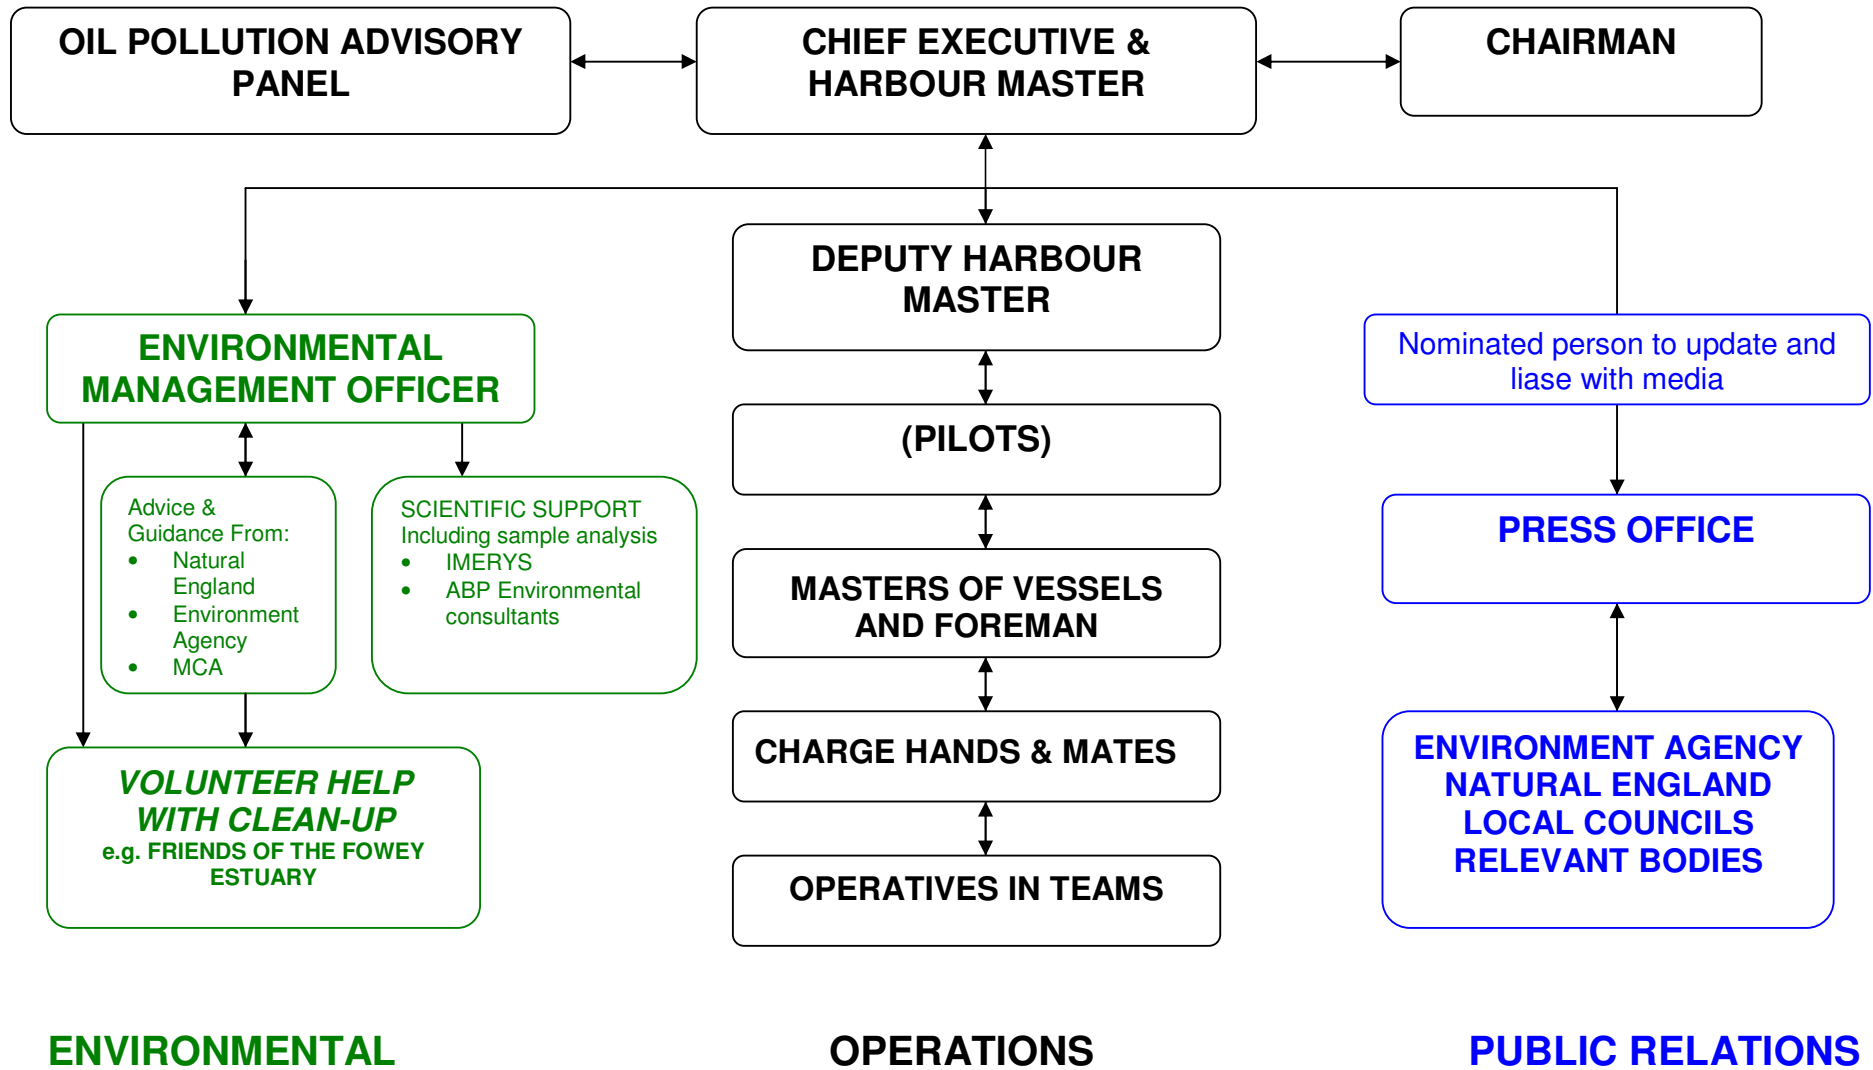 OIL POLLUTION ADVISORY
PANEL
CHIEF EXECUTIVE &
HARBOUR MASTER
CHAIRMAN
DEPUTY HARBOUR
MASTER
ENVIRONMENTAL
MANAGEMENT OFFICER
Nominated person to update and
liase with media
(PILOTS)
Advice &
Guidance From:
• Natural
England
• Environment
Agency
• MCA
SCIENTIFIC SUPPORT
Including sample analysis
• IMERYS
• ABP Environmental
consultants
PRESS OFFICE
MASTERS OF VESSELS
AND FOREMAN
CHARGE HANDS & MATES
ENVIRONMENT AGENCY
NATURAL ENGLAND
LOCAL COUNCILS
RELEVANT BODIES
VOLUNTEER HELP
WITH CLEAN-UP
e.g. FRIENDS OF THE FOWEY
ESTUARY
OPERATIVES IN TEAMS
ENVIRONMENTAL
OPERATIONS
PUBLIC RELATIONS